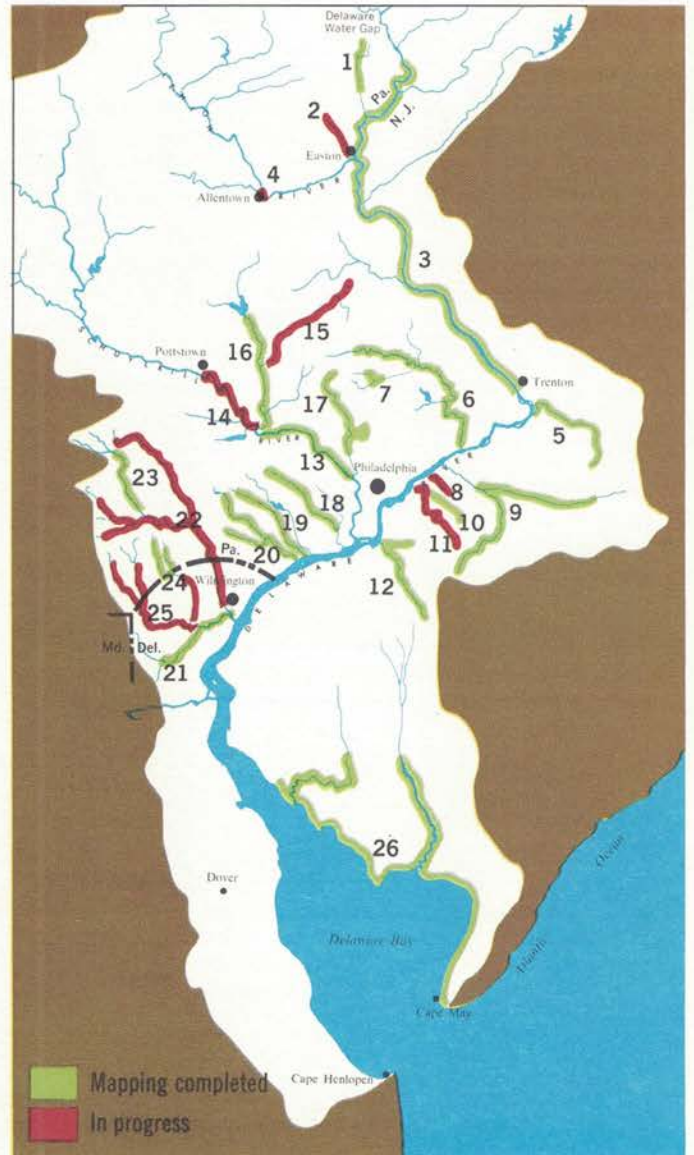 Delaware
Water Gap
1
Pa.
N. J.
2
Easton
4
Allentown
RIVER
3
15
16
Pottstown
Trenton
17
7
6
14
5
RIVER
13
Philadelphia
23
8
18
10
9
22
19
11
20
Pa.
12
24
Wilmington
DELAWARE
25
Md.
Del.
21
26
Dover
Delaware Bay
Atlantic
Ocean
Cape May
Cape Henlopen
Mapping completed
In progress